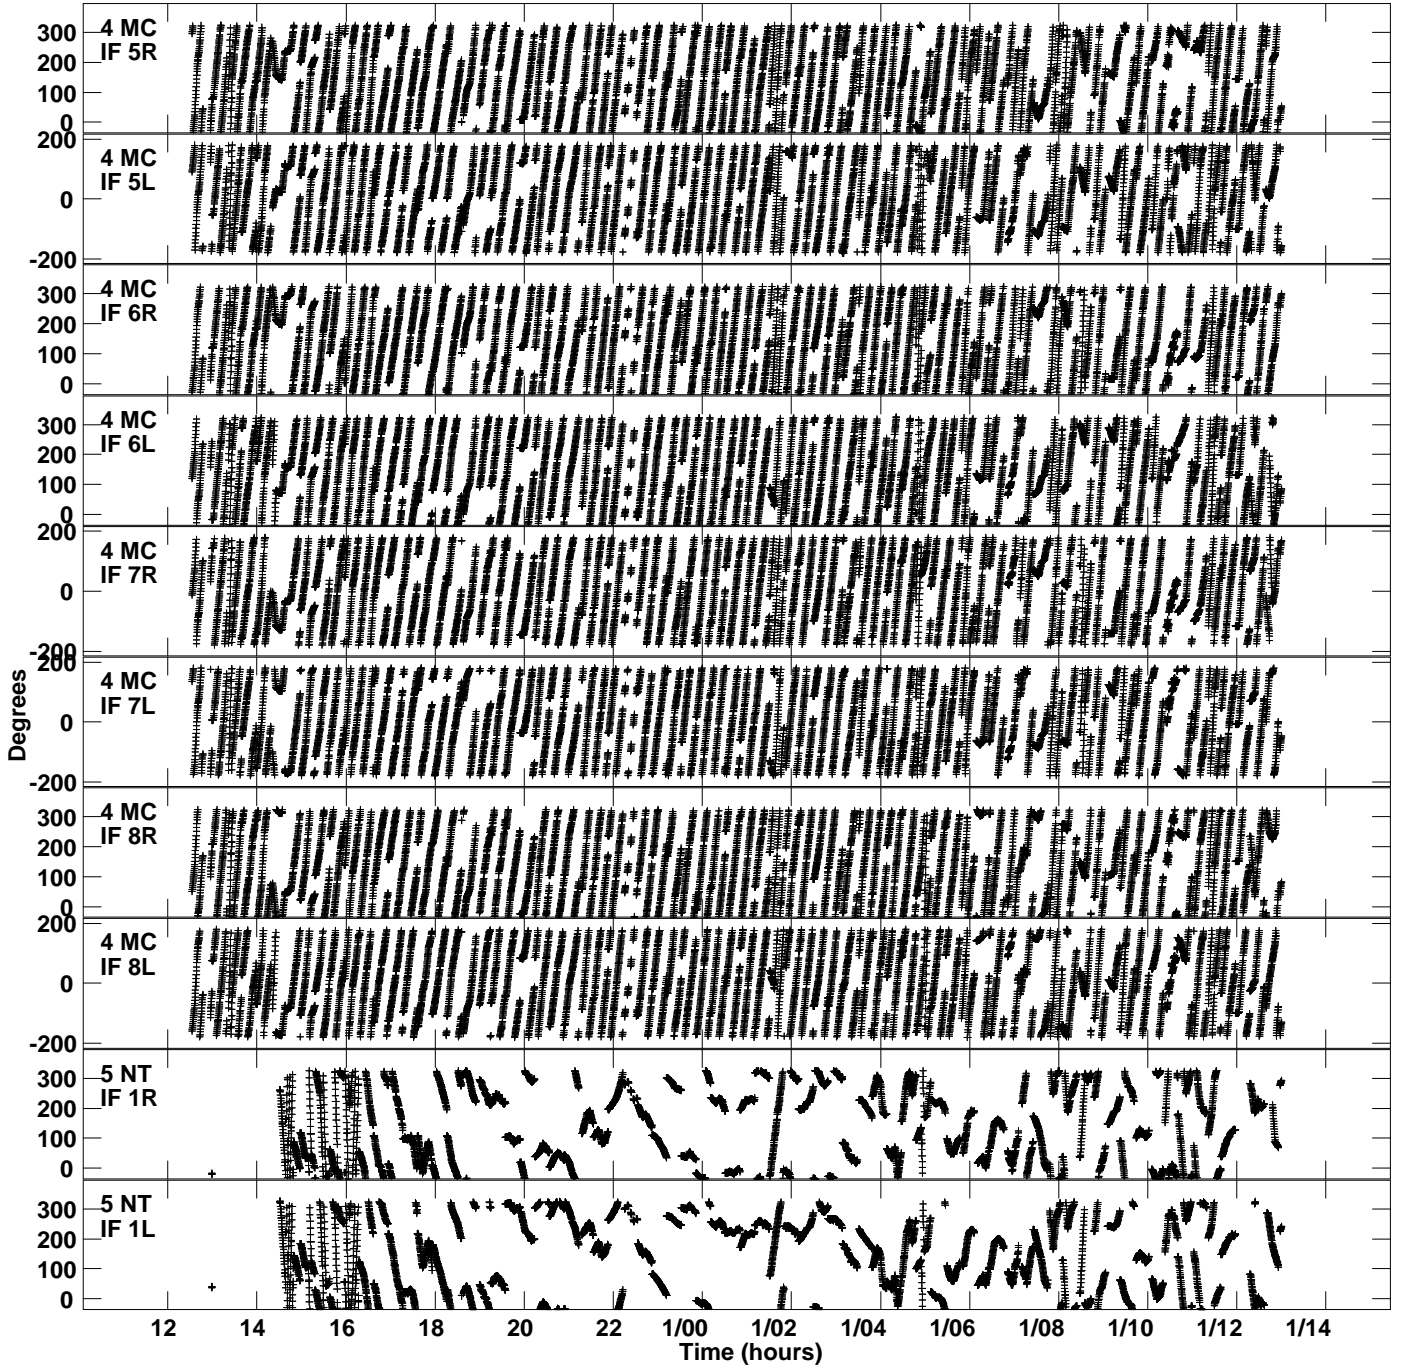 4 MC
IF 5R
300
200
100
0
4 MC
IF 5L
200
0
-200
4 MC
IF 6R
300
200
100
0
4 MC
IF 6L
300
200
100
0
4 MC
IF 7R
200
0
-200
4 MC
IF 7L
200
0
-200
4 MC
IF 8R
300
200
100
0
4 MC
IF 8L
200
0
-200
5 NT
IF 1R
300
200
100
0
5 NT
IF 1L
300
200
100
0
Degrees
12 14 16 18 20 22 1/00 1/02 1/04 1/06 1/08 1/10 1/12 1/14
Time (hours)